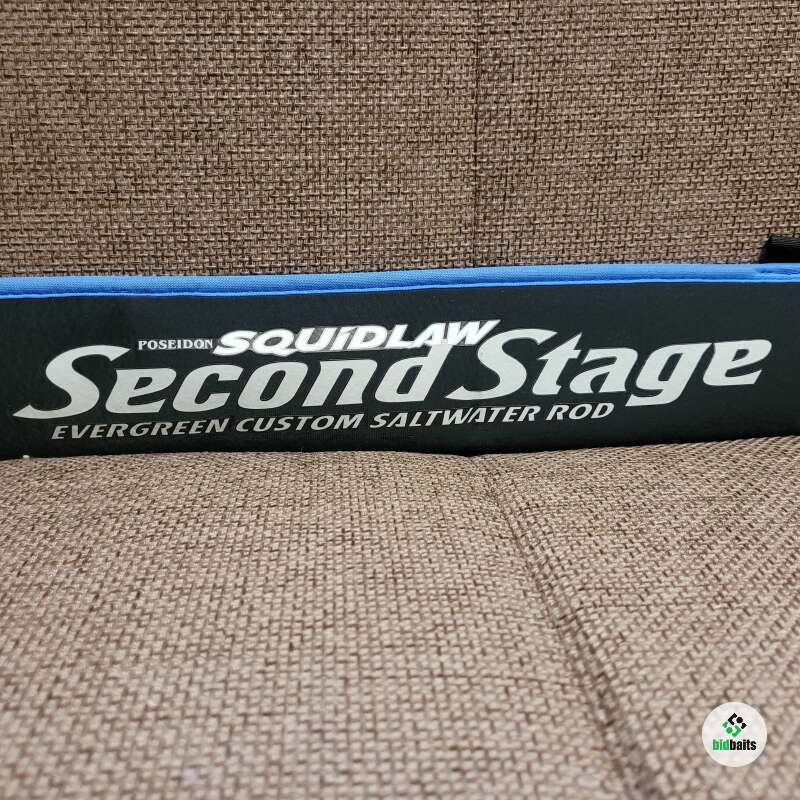 POSEIDON SQUiDLAW
Second Stage
EVERGREEN CUSTOM SALTWATER ROD
bidbaits